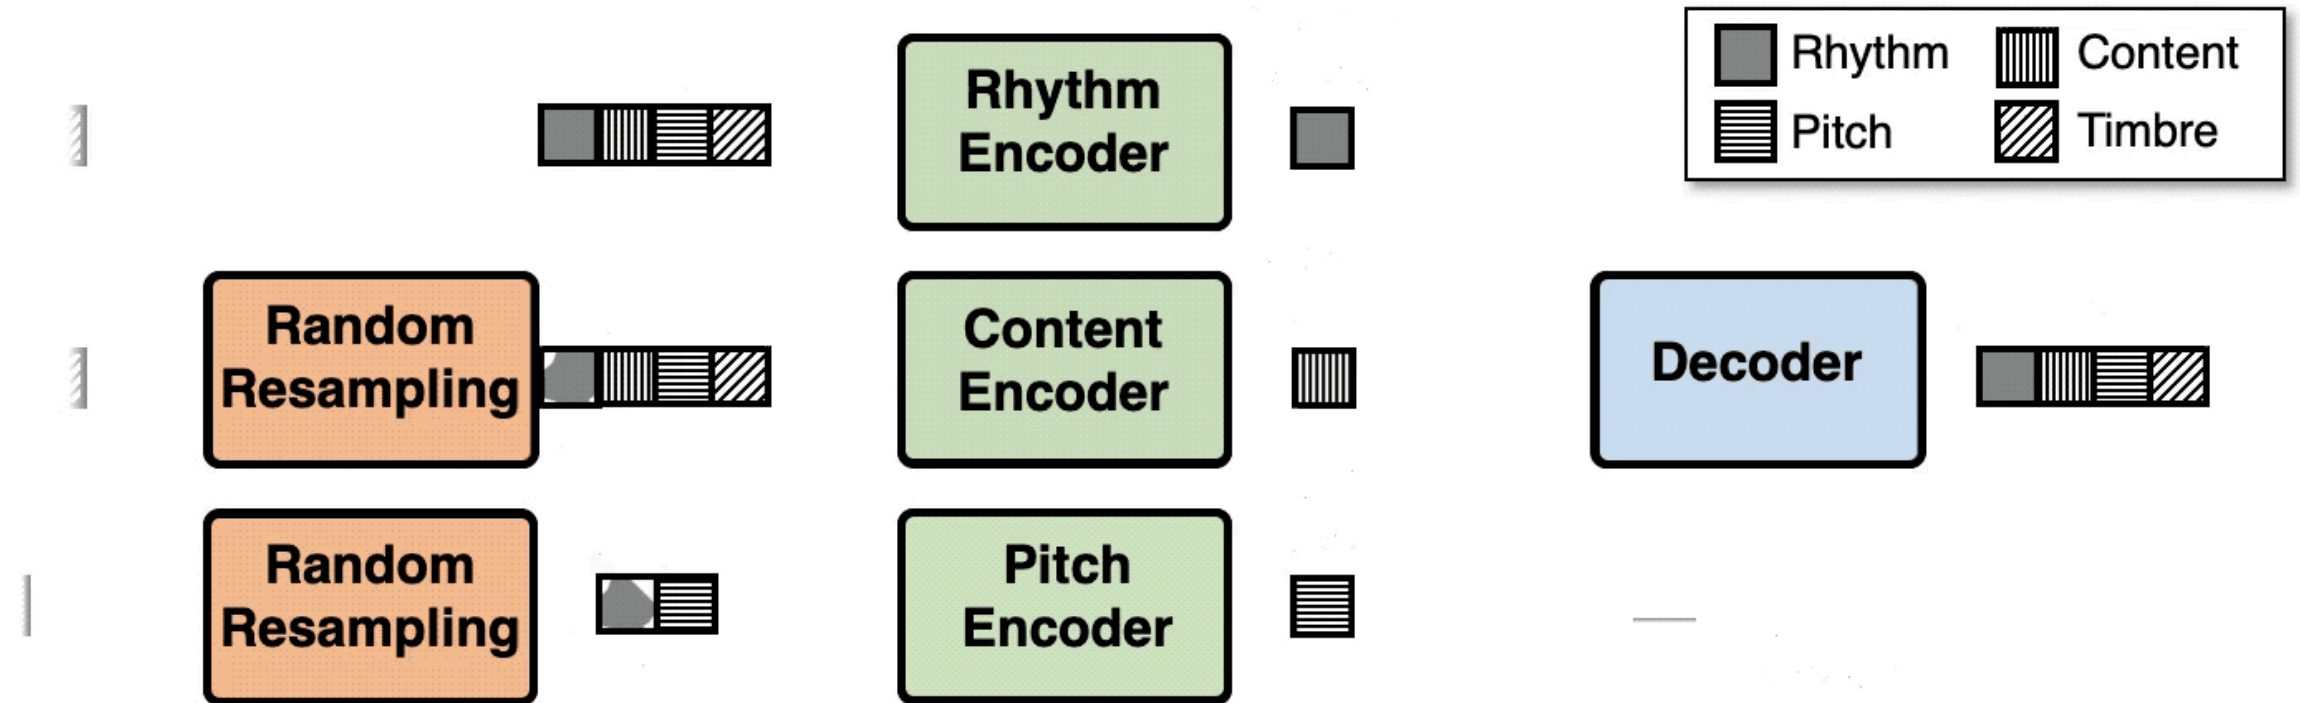 Rhythm
Encoder
Rhythm
Content
Pitch
Timbre
Random
Resampling
Content
Encoder
Decoder
Random
Resampling
Pitch
Encoder